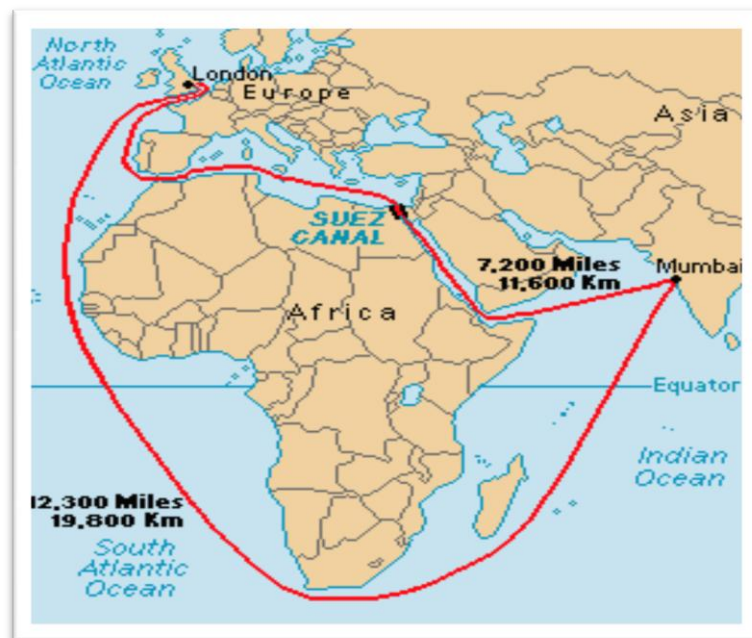 North
Atlantic
Ocean
London
Europe
Asia
SUEZ
CANAL
7,200 Miles
11,600 Km
Mumbai
Africa
Equator
Indian
Ocean
12,300 Miles
19,800 Km
South
Atlantic
Ocean